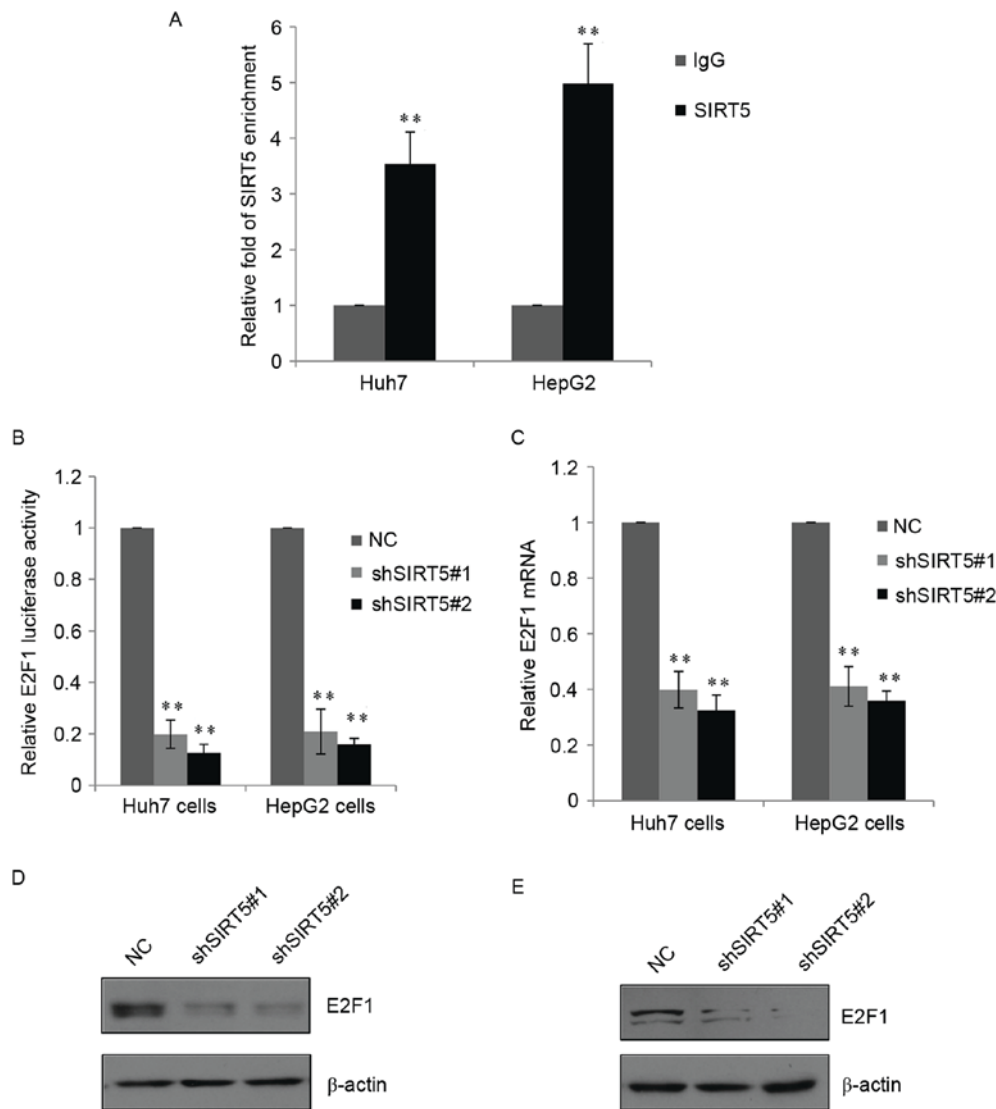 A
Relative fold of SIRT5 enrichment
7
6
5
4
3
2
1
0
**
**
IgG
SIRT5
Huh7
HepG2
B
Relative E2F1 luciferase activity
1.2
1
0.8
0.6
0.4
0.2
0
**
**
**
**
NC
shSIRT5#1
shSIRT5#2
Huh7 cells
HepG2 cells
C
Relative E2F1 mRNA
1.2
1
0.8
0.6
0.4
0.2
0
**
**
**
**
NC
shSIRT5#1
shSIRT5#2
Huh7 cells
HepG2 cells
D
NC
shSIRT5#1
shSIRT5#2
E2F1
β-actin
E
NC
shSIRT5#1
shSIRT5#2
E2F1
β-actin